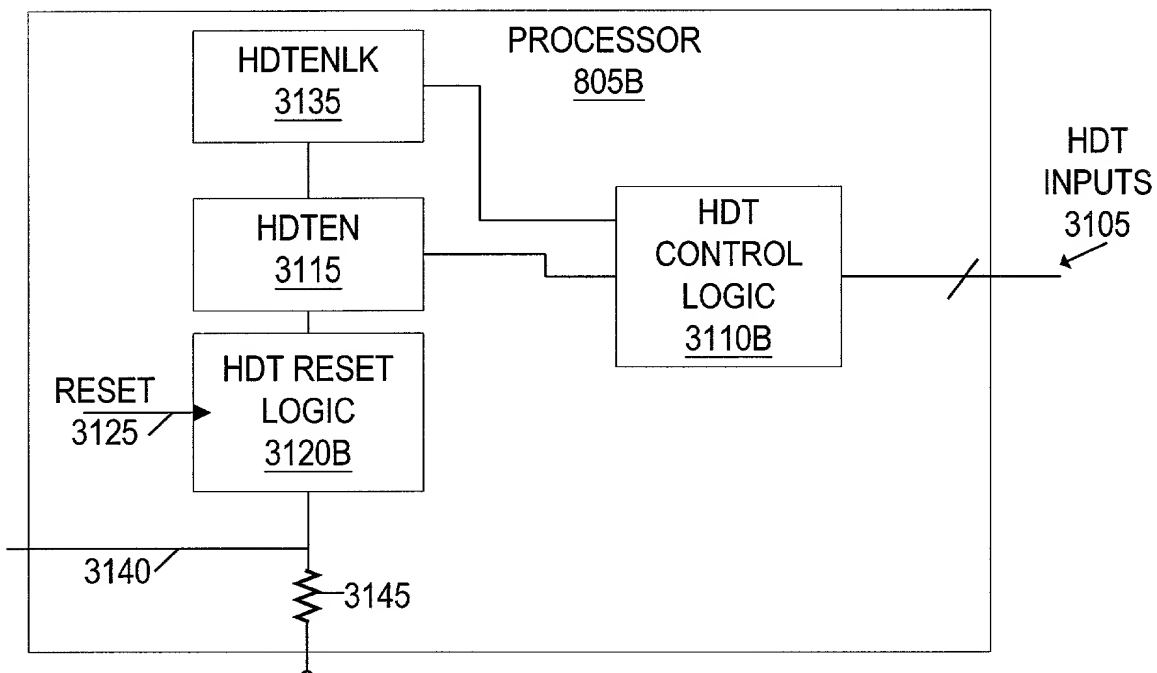 HDTENLK
3135
PROCESSOR
805B
HDT
INPUTS
3105
HDTEN
3115
HDT
CONTROL
LOGIC
3110B
HDT RESET
LOGIC
3120B
RESET
3125
3140
3145